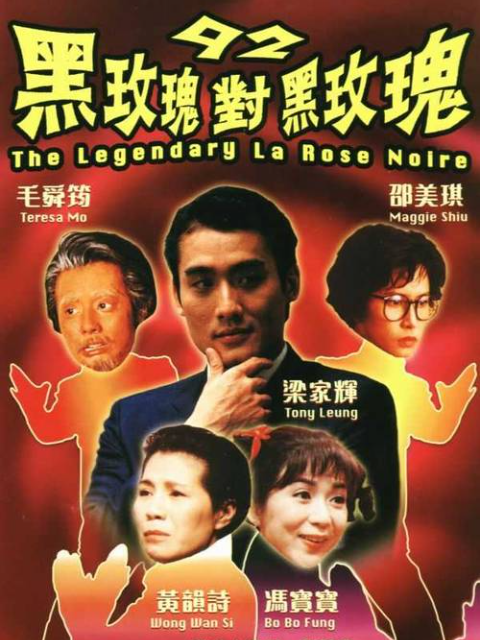 92
黑玫瑰對黑玫瑰
The Legendary La Rose Noire
毛舜筠
Teresa Mo
邵美琪
Maggie Shiu
梁家輝
Tony Leung
黃韻詩
Wong Wan Si
馮寶寶
Bo Bo Fung